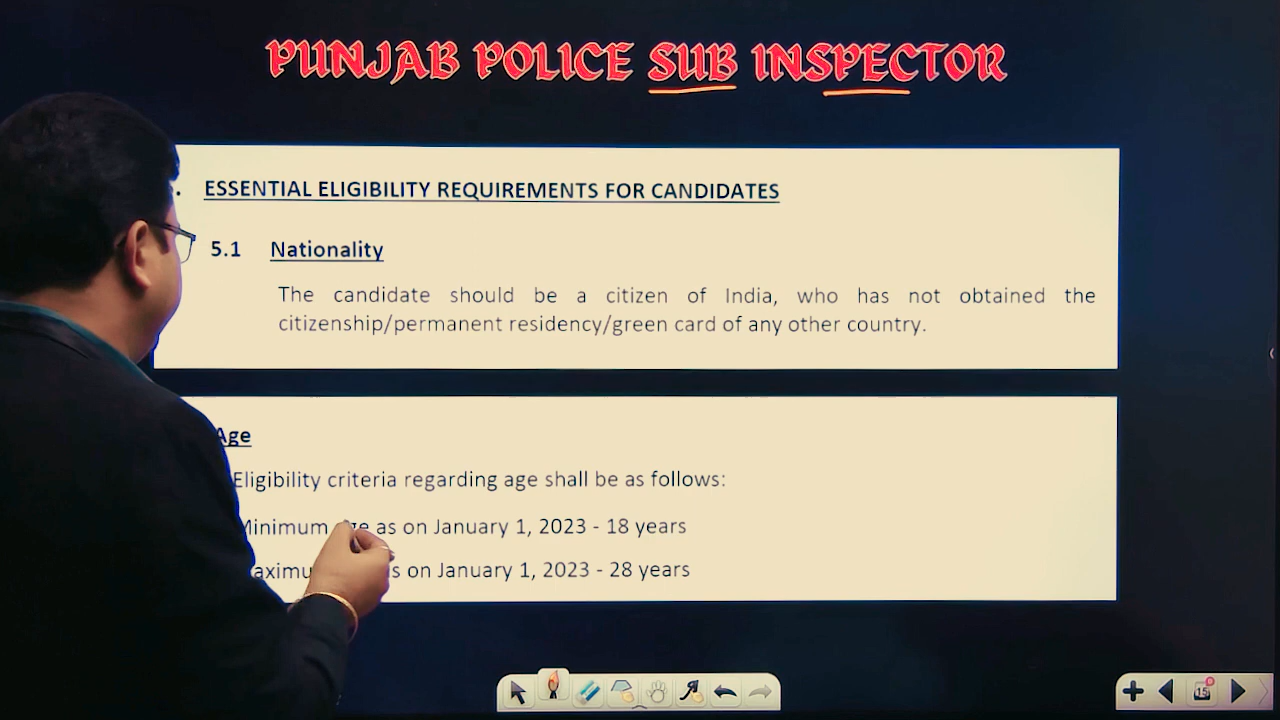 PUNJAB POLICE SUB INSPECTOR
. ESSENTIAL ELIGIBILITY REQUIREMENTS FOR CANDIDATES
5.1 Nationality
The candidate should be a citizen of India, who has not obtained the
citizenship/permanent residency/green card of any other country.
Age
Eligibility criteria regarding age shall be as follows:
Minimum as on January 1, 2023 - 18 years
on January 1, 2023 - 28 years
15